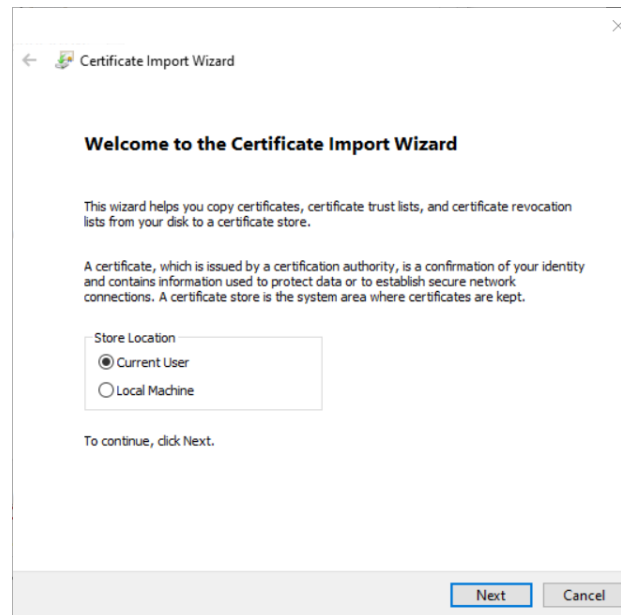 Certificate Import Wizard
Welcome to the Certificate Import Wizard
This wizard helps you copy certificates, certificate trust lists, and certificate revocation
lists from your disk to a certificate store.
A certificate, which is issued by a certification authority, is a confirmation of your identity
and contains information used to protect data or to establish secure network
connections. A certificate store is the system area where certificates are kept.
Store Location
Current User
Local Machine
To continue, click Next.
Next
Cancel